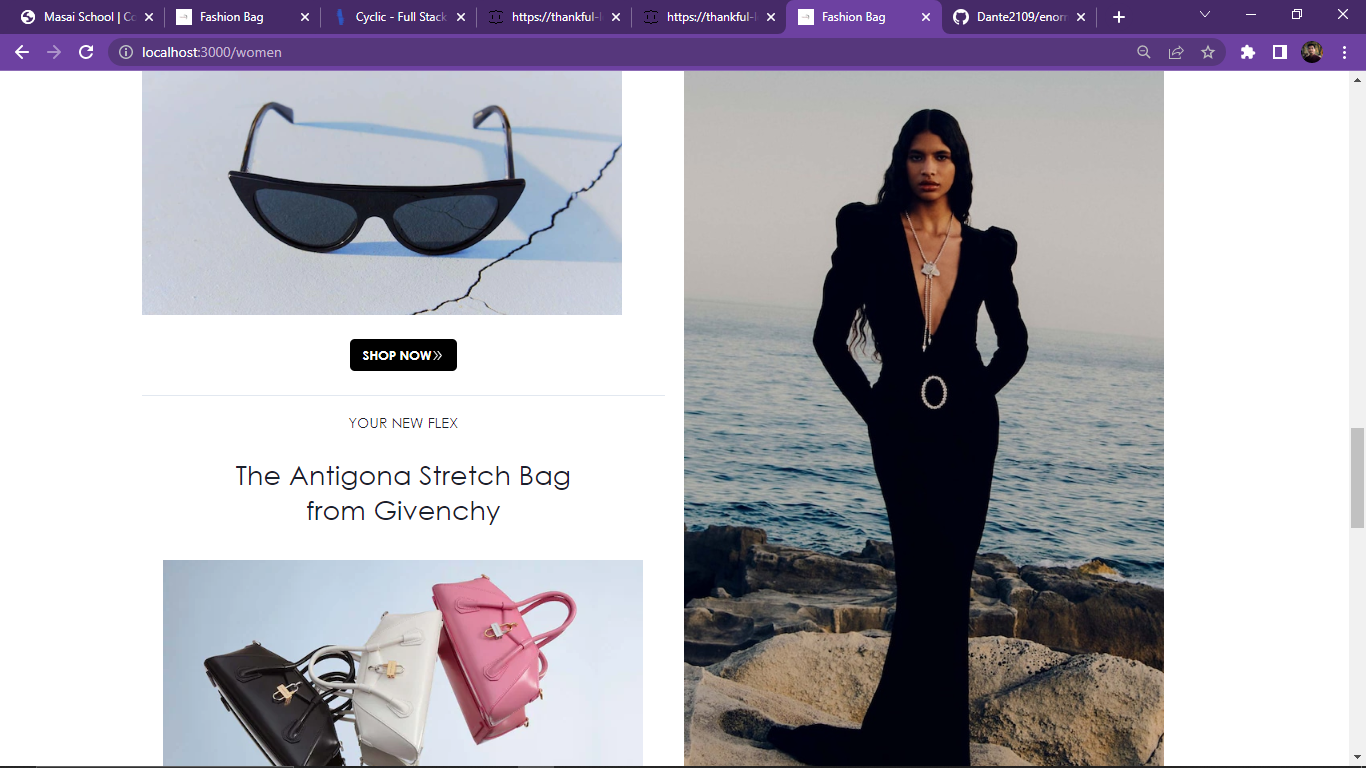 Masai School | Co
Fashion Bag
Cyclic - Full Stack
https://thankful-
https://thankful-
Fashion Bag
Dante2109/enom
localhost:3000/women
SHOP NOW»
YOUR NEW FLEX
The Antigona Stretch Bag
from Givenchy